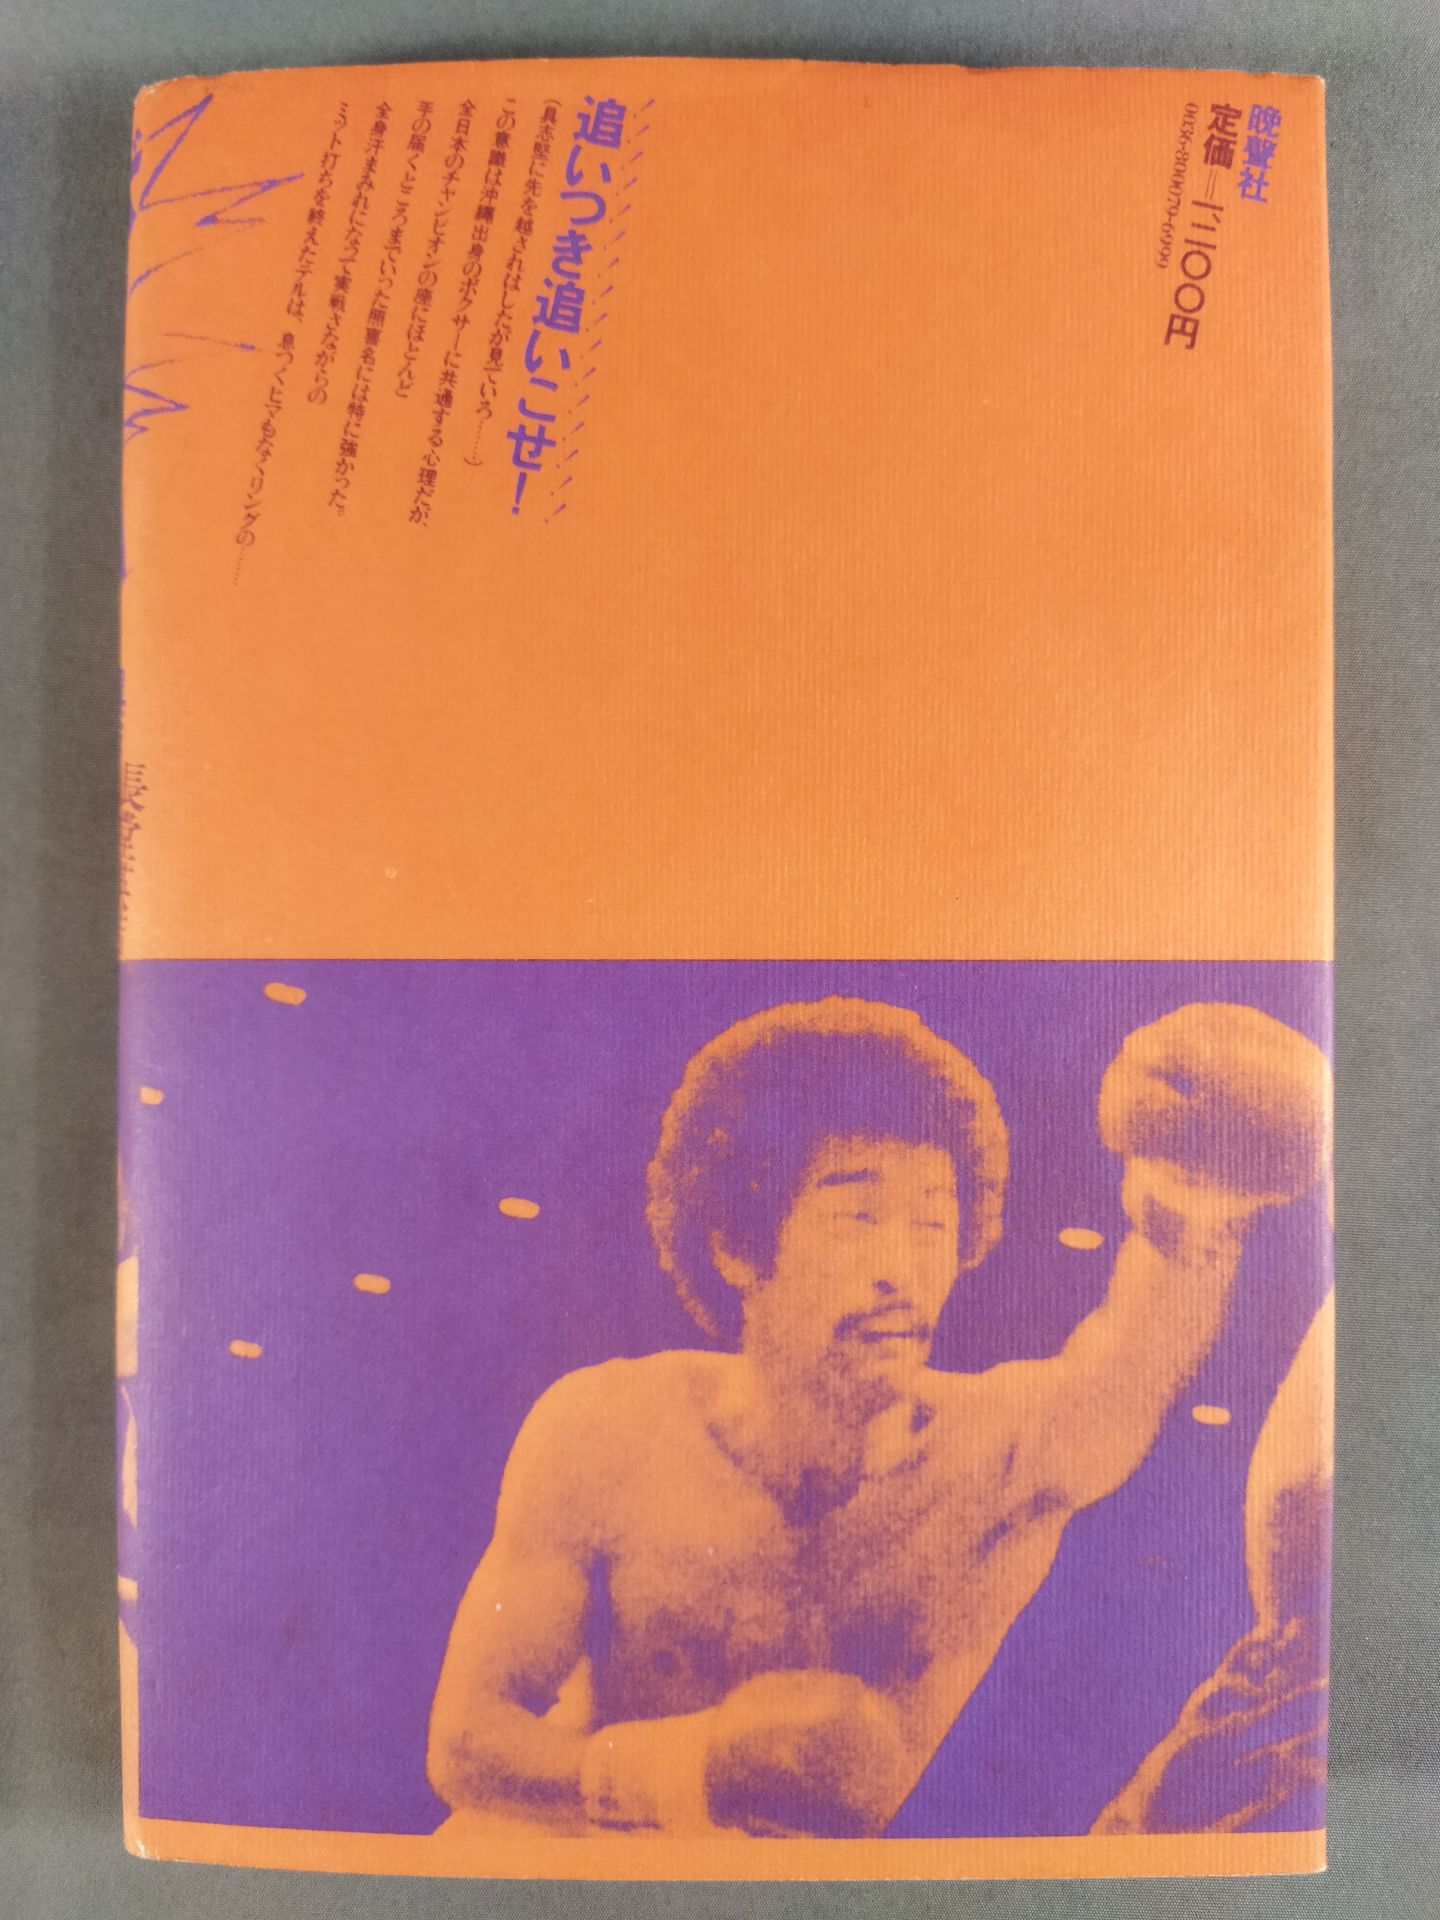 晩聲社
定価=一、二〇〇円
0036-800079-6999
追いつき追いこせ!
(具志堅に先を越されはしたが見ていろ………)
この意識は沖縄出身のボクサーに共通する心理だが、
全日本のチャンピオンの座にほとんど
手の届くところまでいった照喜名には特に強かった。
全身汗まみれになって実戦さながらの
ミット打ちを終えたテルは、息つくヒマもなくリングの………